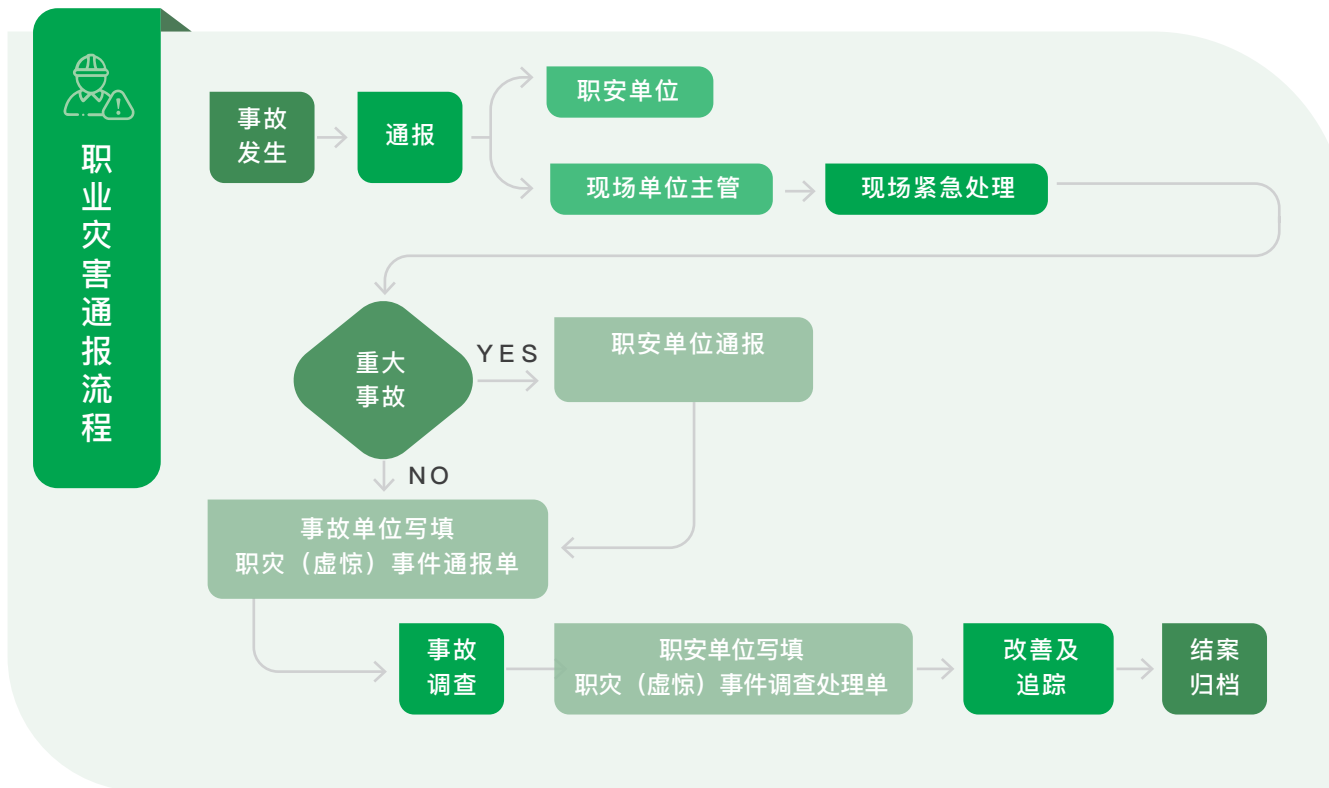 职业灾害通报流程
事故
发生
通报
职安单位
现场单位主管
现场紧急处理
重大
事故
YES
职安单位通报
NO
事故单位写填
职灾（虚惊）事件通报单
事故
调查
职安单位写填
职灾（虚惊）事件调查处理单
改善及
追踪
结案
归档